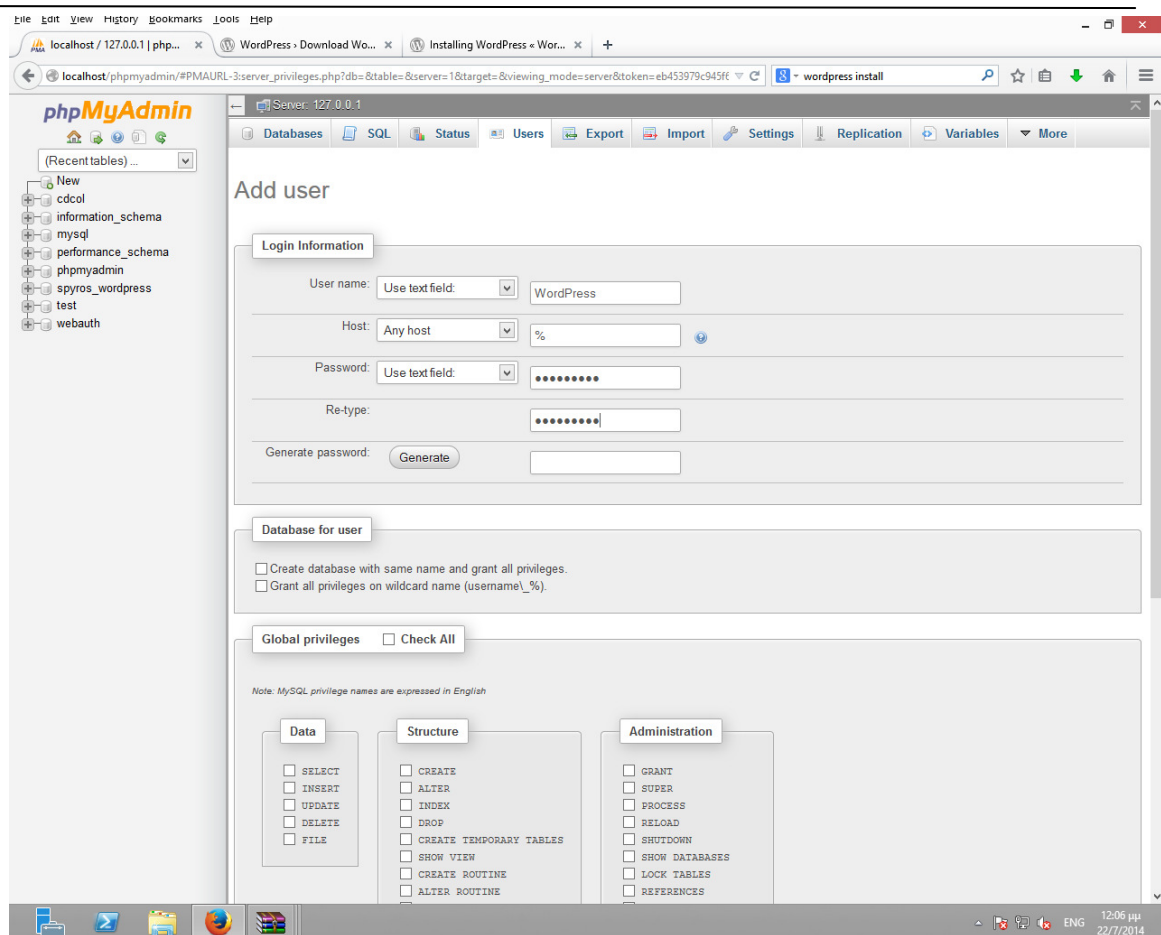 File Edit View History Bookmarks Tools Help
localhost / 127.0.0.1 | php... × WordPress › Download Wo... × Installing WordPress « Wor... × +
localhost/phpmyadmin/#PMAURL-3:server_privileges.php?db=&table=&server=1&target=&viewing_mode=server&token=eb453979c945ff wordpress install
phpMyAdmin
(Recent tables) ...
New
cdcol
information_schema
mysql
performance_schema
phpmyadmin
spyros_wordpress
test
webauth
Server: 127.0.0.1
Databases SQL Status Users Export Import Settings Replication Variables More
Add user
Login Information
User name: Use text field: WordPress
Host: Any host %
Password: Use text field: •••••••••
Re-type: •••••••••
Generate password: Generate
Database for user
Create database with same name and grant all privileges.
Grant all privileges on wildcard name (username\_%).
Global privileges Check All
Note: MySQL privilege names are expressed in English
Data
SELECT
INSERT
UPDATE
DELETE
FILE
Structure
CREATE
ALTER
INDEX
DROP
CREATE TEMPORARY TABLES
SHOW VIEW
CREATE ROUTINE
ALTER ROUTINE
Administration
GRANT
SUPER
PROCESS
RELOAD
SHUTDOWN
SHOW DATABASES
LOCK TABLES
REFERENCES
ENG 12:06 μμ
22/7/2014